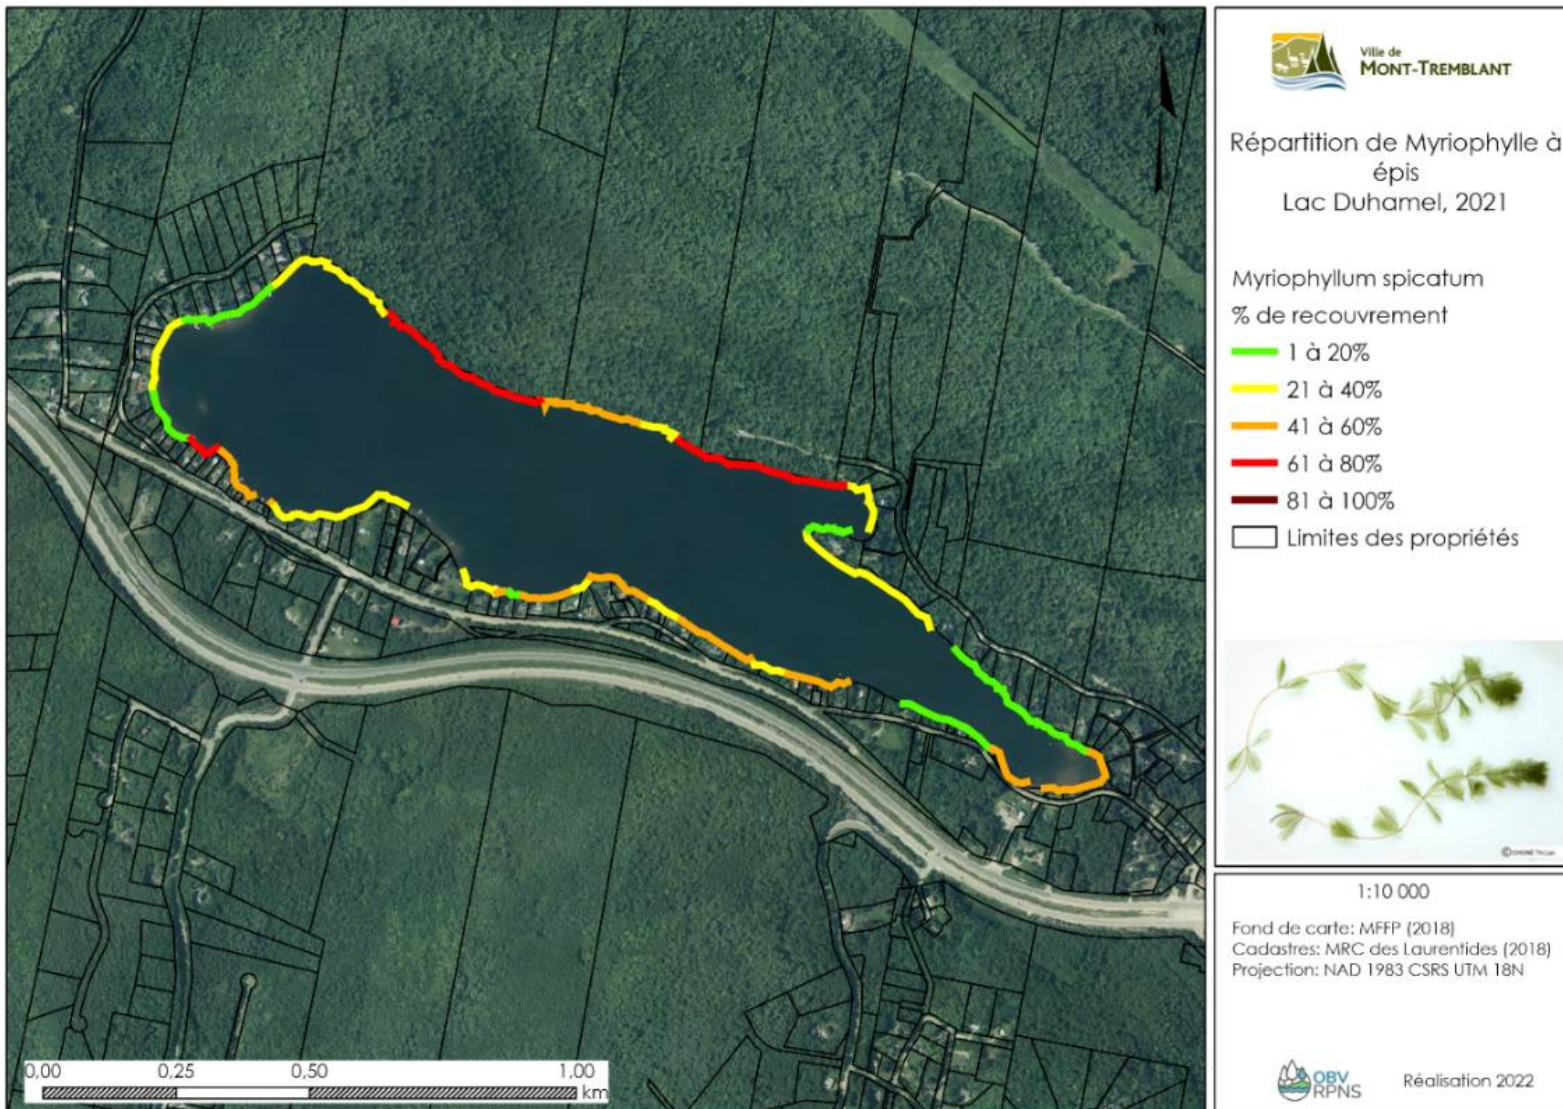 N
Ville de
MONT-TREMBLANT
Répartition de Myriophylle à
épis
Lac Duhamel, 2021
Myriophyllum spicatum
% de recouvrement
1 à 20%
21 à 40%
41 à 60%
61 à 80%
81 à 100%
Limites des propriétés
1:10 000
Fond de carte: MFFP (2018)
Cadastres: MRC des Laurentides (2018)
Projection: NAD 1983 CSRS UTM 18N
OBV
RPNS
Réalisation 2022
0,00 0,25 0,50 1,00
km